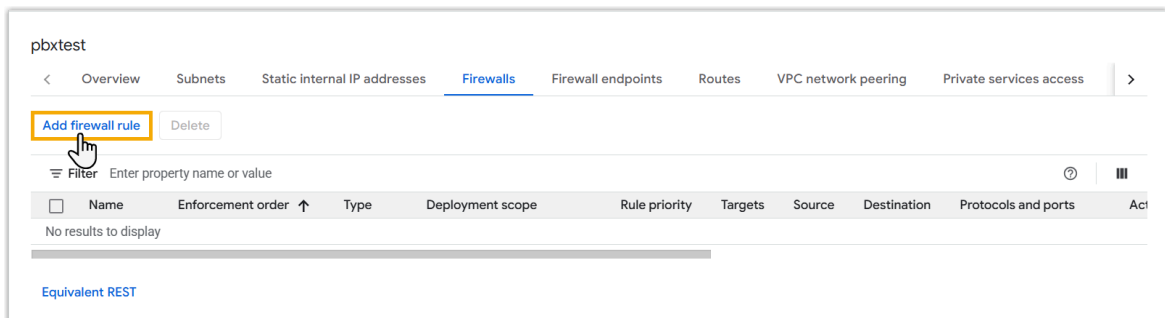 pbxtest
Overview Subnets Static internal IP addresses Firewalls Firewall endpoints Routes VPC network peering Private services access
Add firewall rule Delete
Filter Enter property name or value
Name Enforcement order Type Deployment scope Rule priority Targets Source Destination Protocols and ports Act
No results to display
Equivalent REST